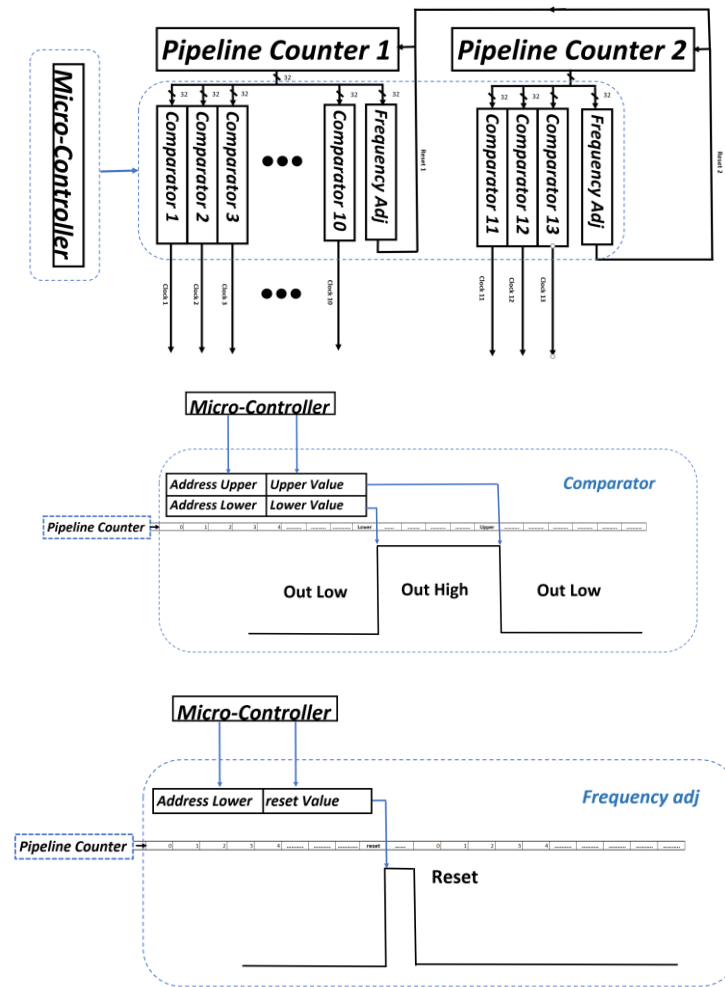 Pipeline Counter 1
Pipeline Counter 2
Micro-Controller
32
32
32
32
32
32
32
32
32
32
32
Comparator 1
Comparator 2
Comparator 3
Comparator 10
Frequency Adj
Reset 1
Comparator 11
Comparator 12
Comparator 13
Frequency Adj
Reset 2
Clock 1
Clock 2
Clock 3
Clock 10
Clock 11
Clock 12
Clock 13
Micro-Controller
Address Upper Upper Value
Comparator
Address Lower Lower Value
Pipeline Counter
0 1 2 3 4 ......... ......... ......... Lower ...... ......... ......... Upper ......... ......... ......... ......... .........
Out Low Out High Out Low
Micro-Controller
Address Lower reset Value
Frequency adj
Pipeline Counter
0 1 2 3 4 ......... ......... ......... reset ...... 0 1 2 3 4 ......... ......... ......... .........
Reset